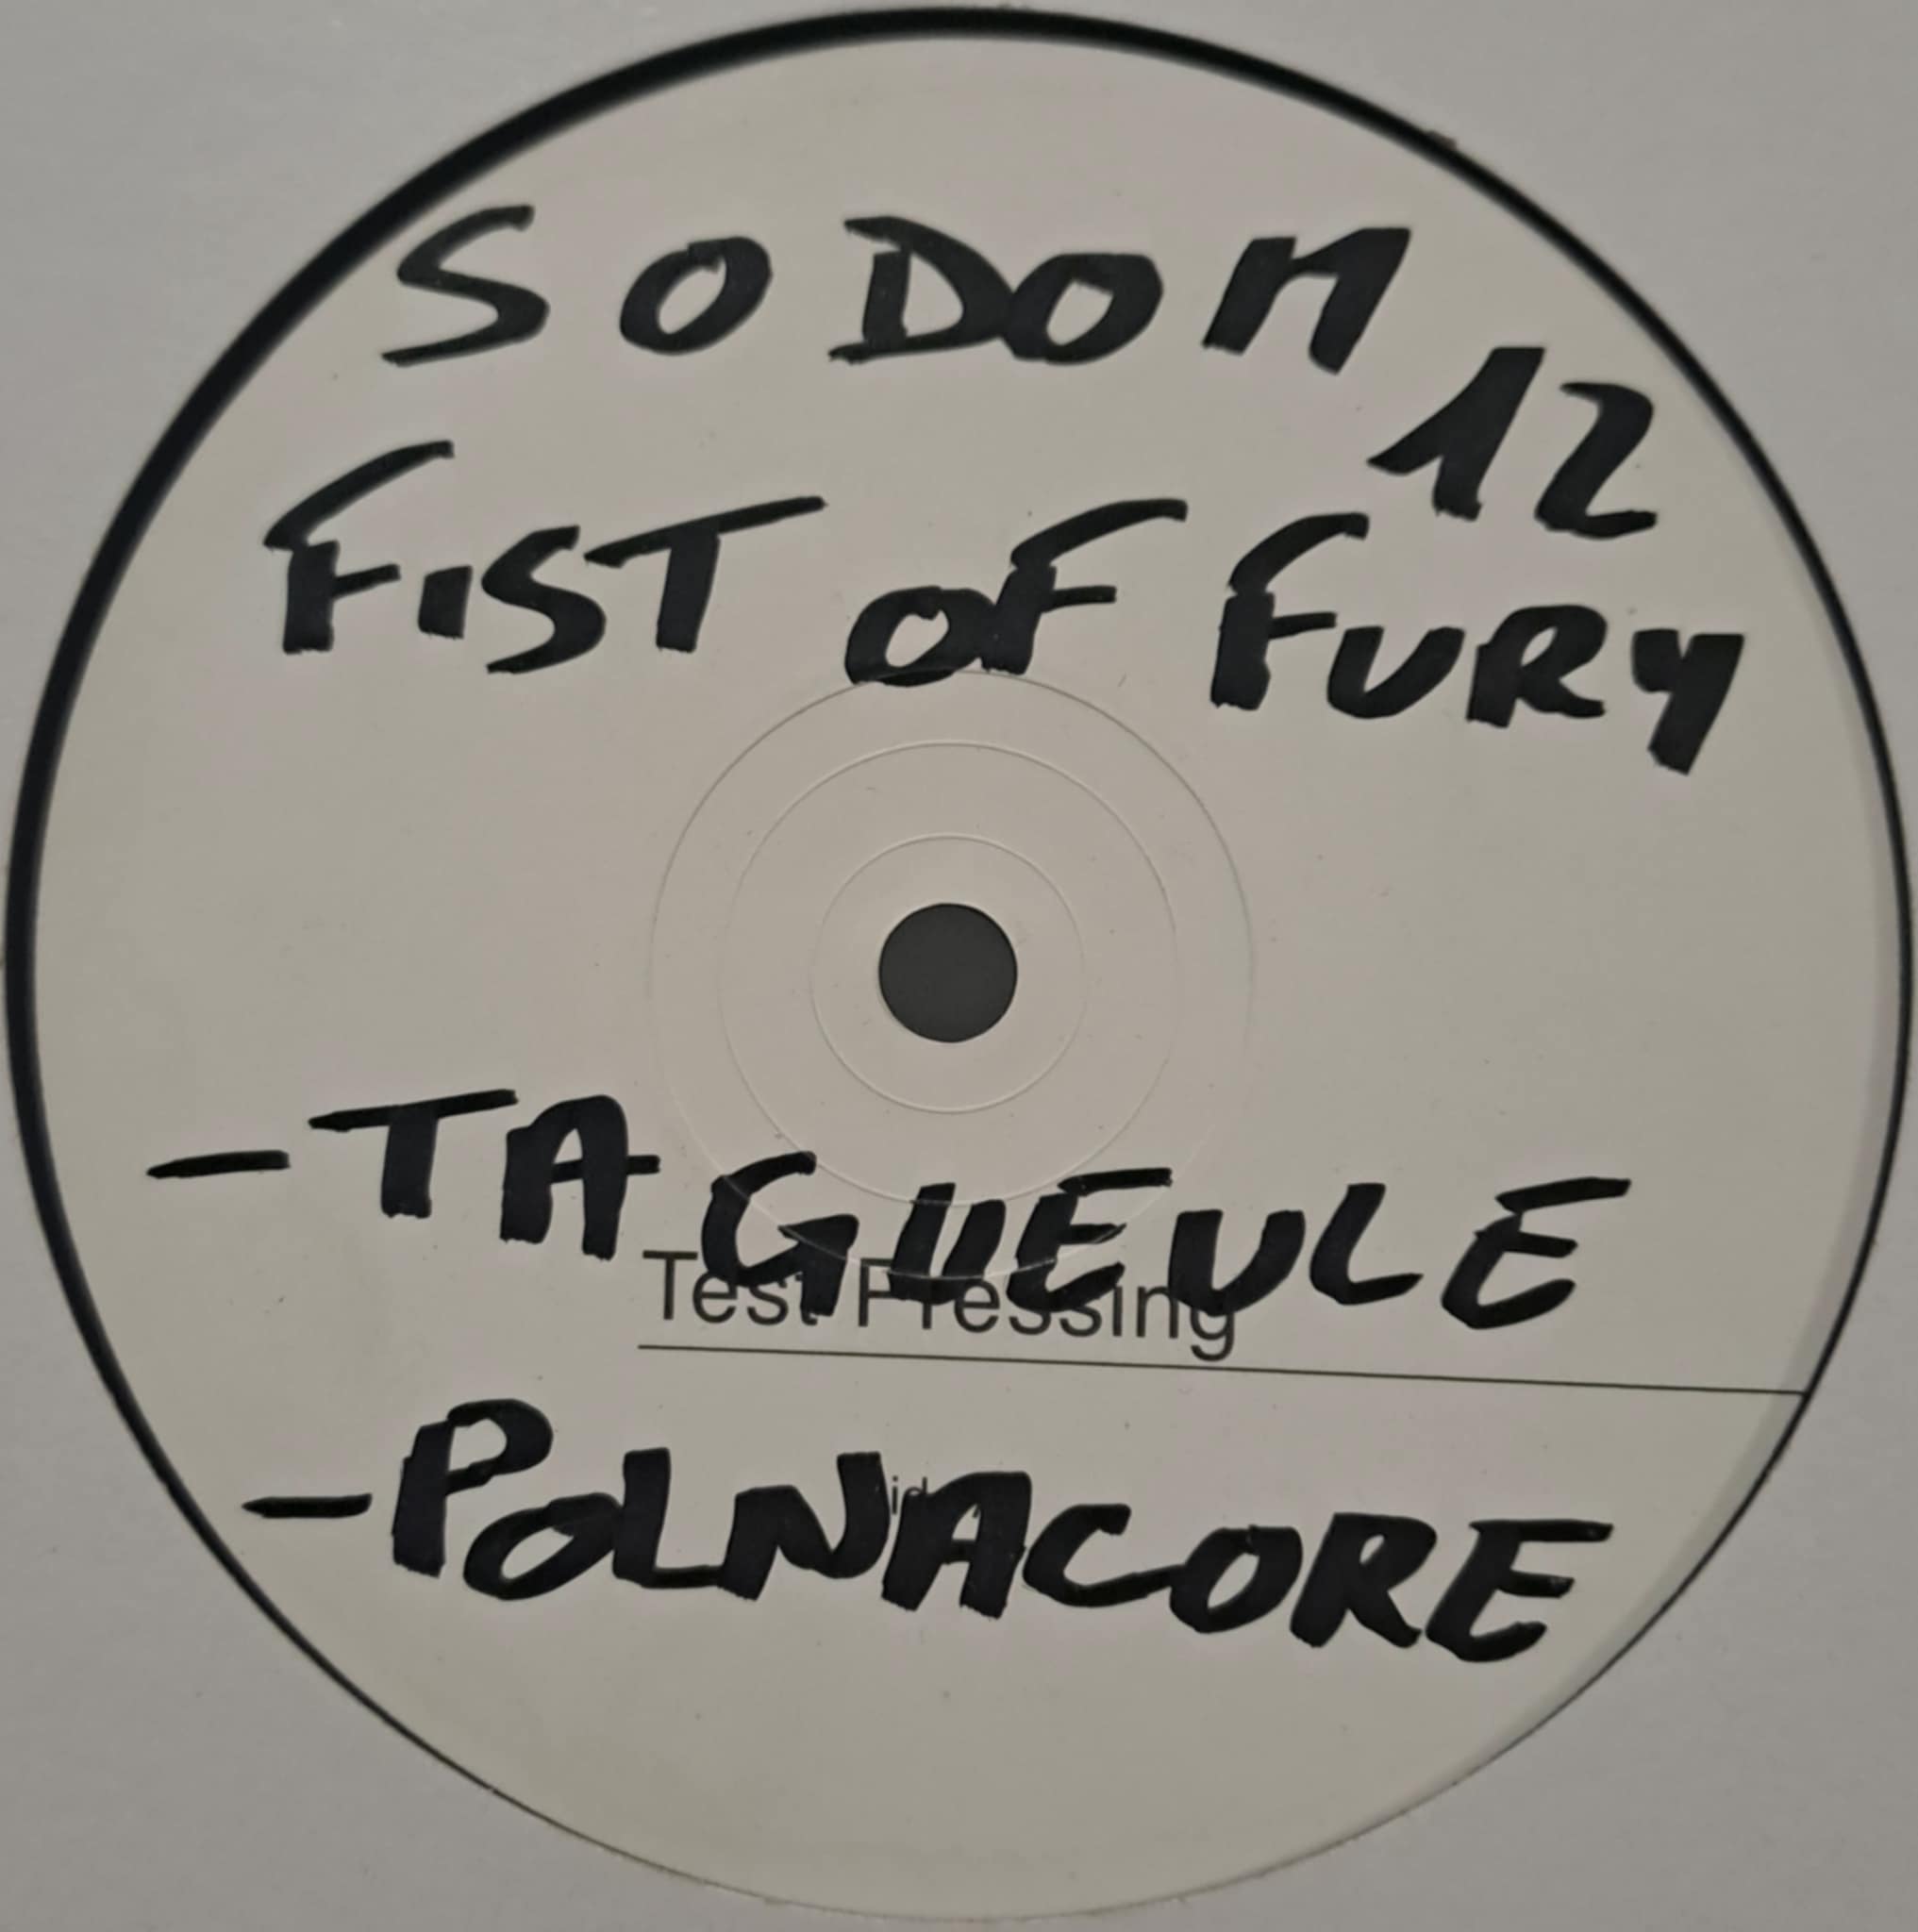 SODOM 12
FIST OF FURY
-TA GUEULE
Test Pressing
-POLNACORE